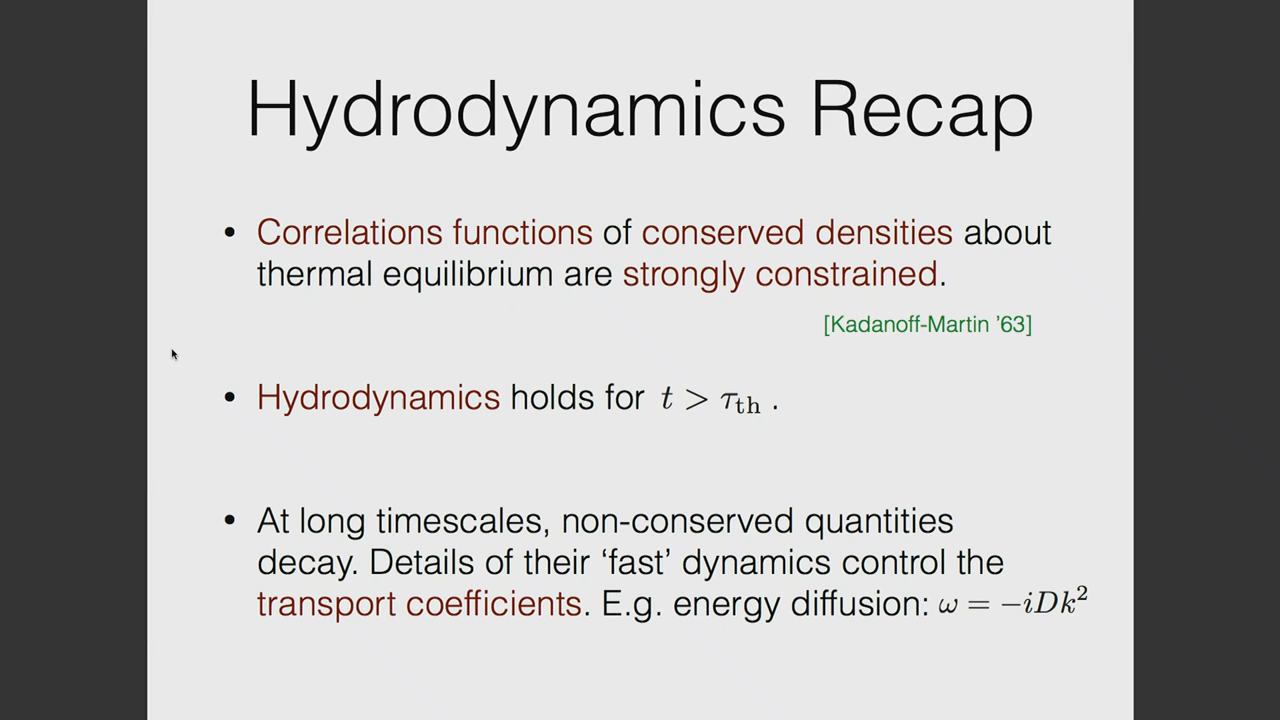 Hydrodynamics Recap
• Correlations functions of conserved densities about
thermal equilibrium are strongly constrained.
[Kadanoff-Martin '63]
• Hydrodynamics holds for t > τ_th .
• At long timescales, non-conserved quantities
decay. Details of their ‘fast’ dynamics control the
transport coefficients. E.g. energy diffusion: ω = −iDk²